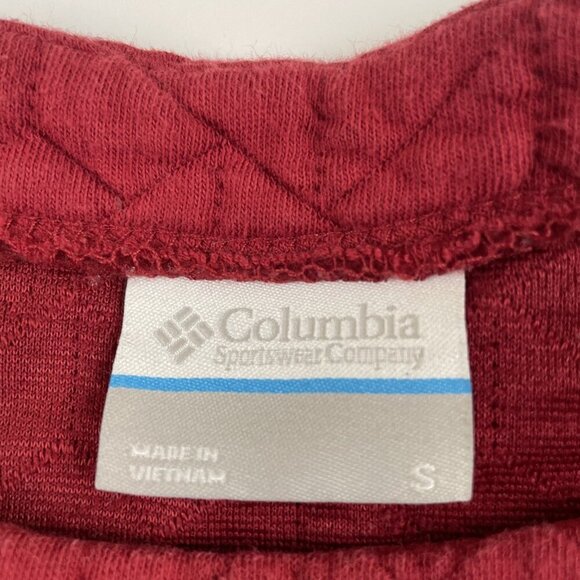 Columbia
Sportswear Company
MADE IN
VIETNAM
S